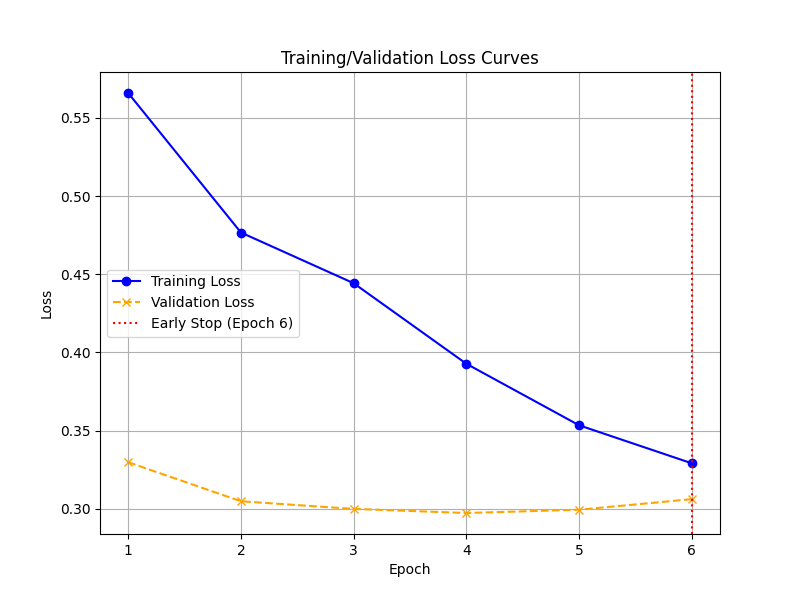 Training/Validation Loss Curves
Loss
0.55
0.50
0.45
0.40
0.35
0.30
Training Loss
Validation Loss
Early Stop (Epoch 6)
1 2 3 4 5 6
Epoch